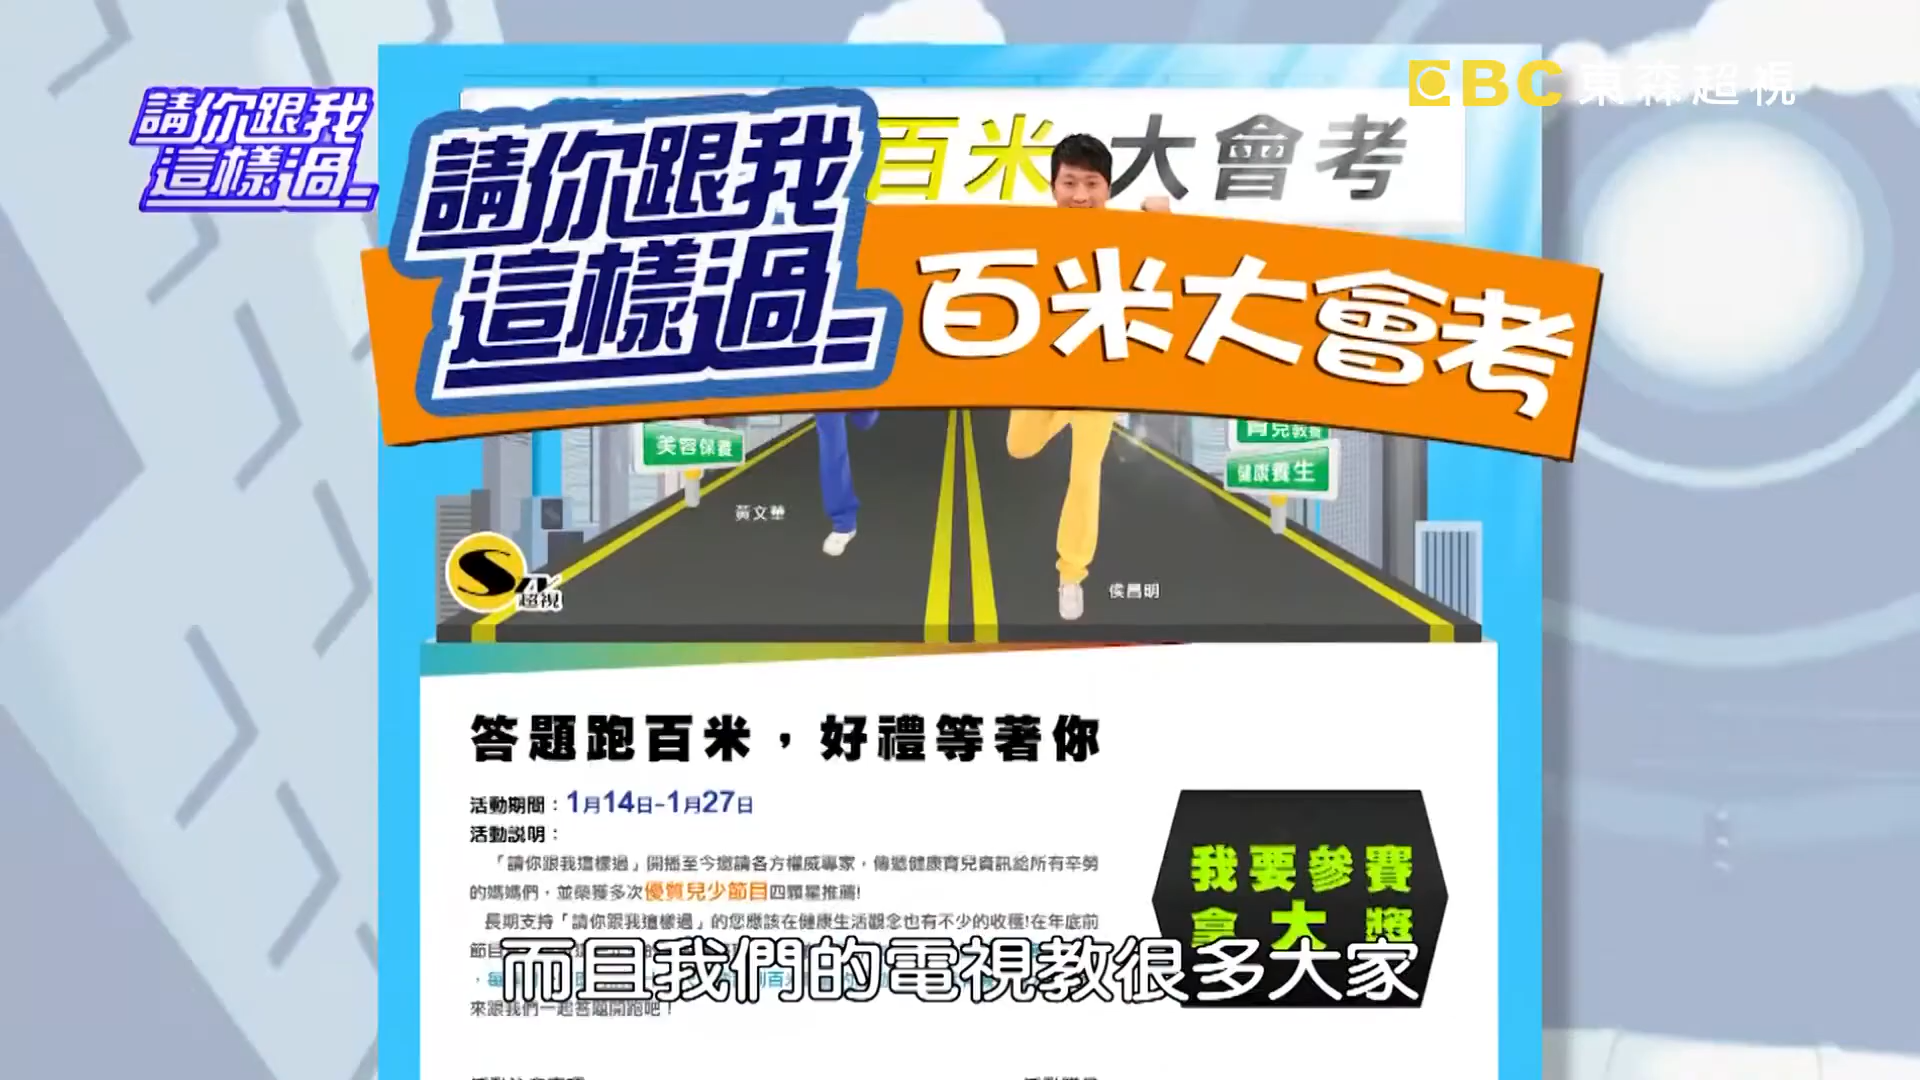 請你跟我
這樣過
EBC 東森超視
請你跟我
這樣過
百米大會考
百米大會考
美容保養
育兒教養
健康養生
黃文華
侯昌明
S
超視
答題跑百米，好禮等著你
活動期間：1月14日-1月27日
活動說明：
「請你跟我這樣過」開播至今邀請各方權威專家，傳遞健康育兒資訊給所有辛勞
的媽媽們，並榮獲多次優質兒少節目四顆星推薦!
長期支持「請你跟我這樣過」的您應該在健康生活觀念也有不少的收穫!在年底前
節目
來跟我們一起答題開跑吧！
我要參賽
拿大獎
而且我們的電視教很多大家